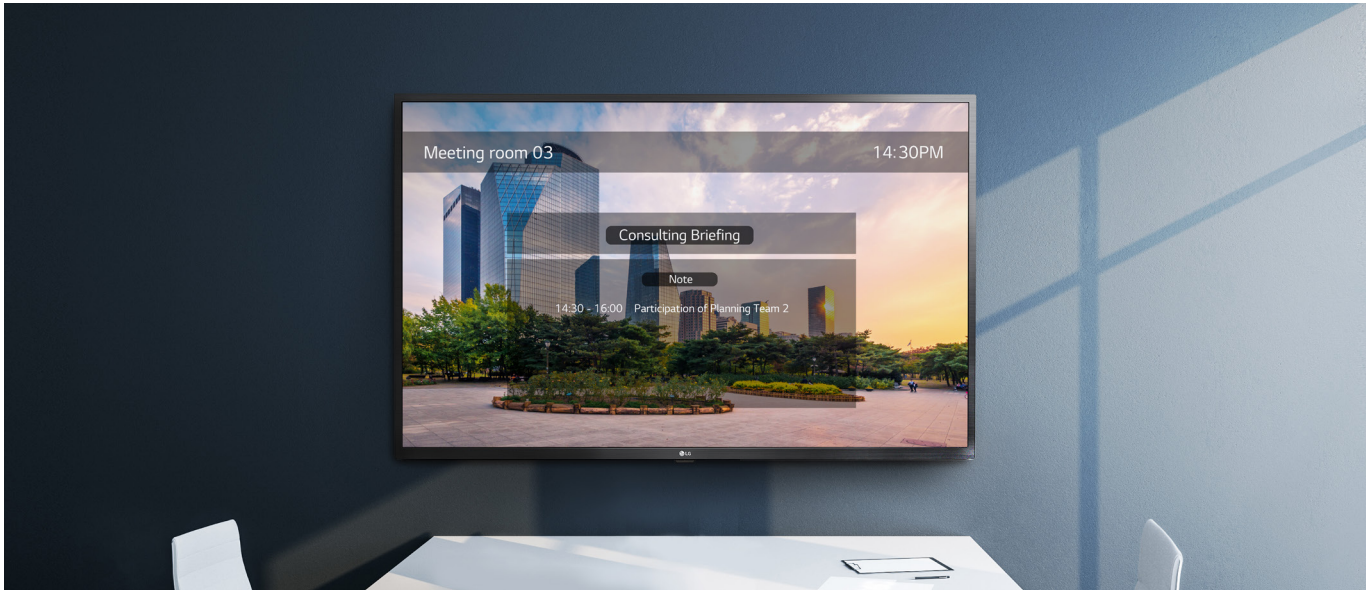 Meeting room 03 14:30PM
Consulting Briefing
Note
14:30 - 16:00 Participation of Planning Team 2
LG